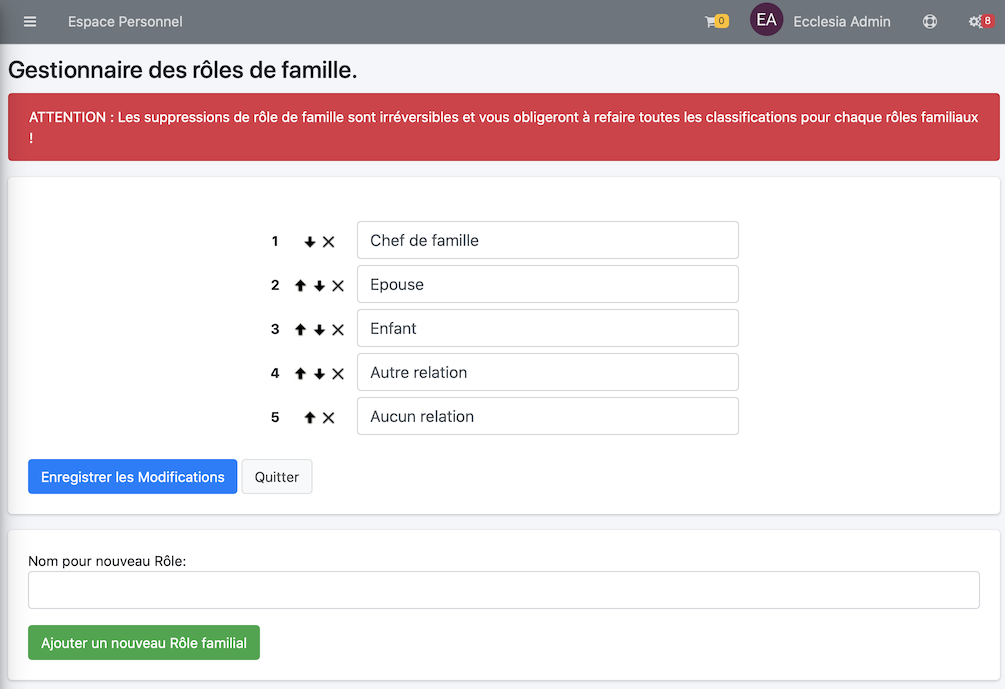 Espace Personnel
0
EA
Ecclesia Admin
8
Gestionnaire des rôles de famille.
ATTENTION : Les suppressions de rôle de famille sont irréversibles et vous obligeront à refaire toutes les classifications pour chaque rôles familiaux
!
1 Chef de famille
2 Epouse
3 Enfant
4 Autre relation
5 Aucun relation
Enregistrer les Modifications Quitter
Nom pour nouveau Rôle:
Ajouter un nouveau Rôle familial